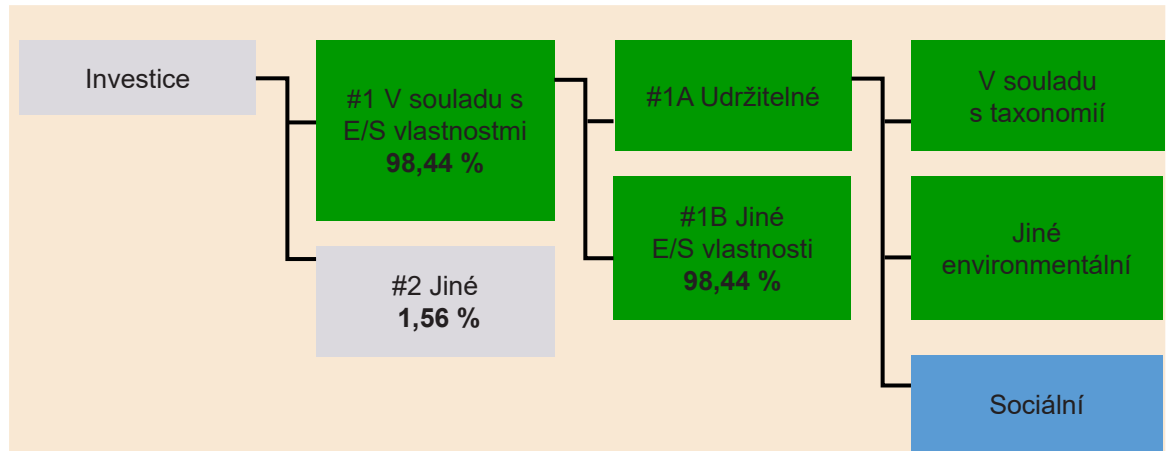 Investice
#1 V souladu s
E/S vlastnostmi
98,44 %
#2 Jiné
1,56 %
#1A Udržitelné
#1B Jiné
E/S vlastnosti
98,44 %
V souladu
s taxonomií
Jiné
environmentální
Sociální